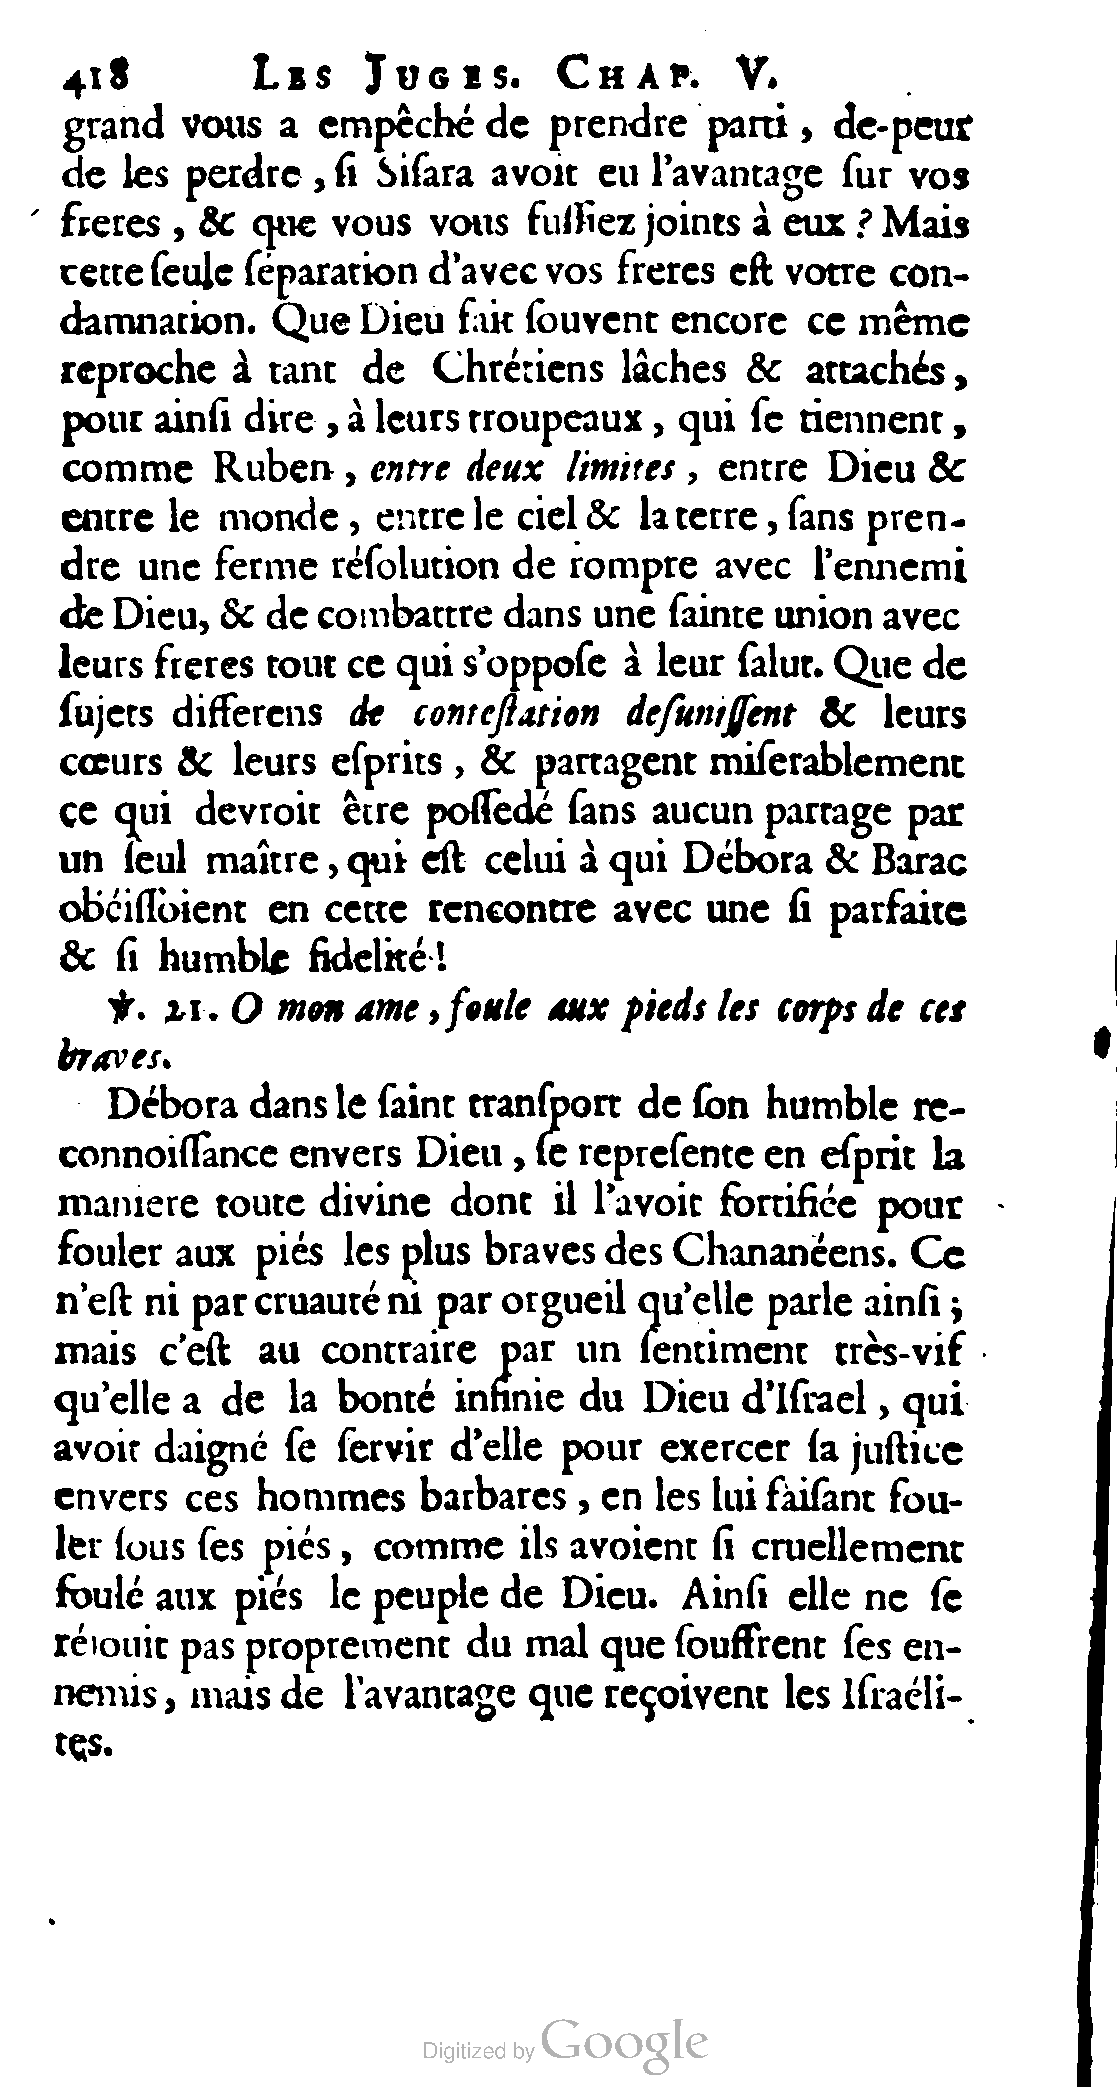 418 LES JUGES. CHAP. V.
grand vous a empêché de prendre parti, de-peur
de les perdre, ſi Siſara avoit eu l'avantage ſur vos
freres, & que vous vous fuſſiez joints à eux ? Mais
cette ſeule ſéparation d'avec vos freres eſt votre con-
damnation. Que Dieu fait ſouvent encore ce même
reproche à tant de Chrétiens lâches & attachés,
pour ainſi dire, à leurs troupeaux, qui ſe tiennent,
comme Ruben, entre deux limites, entre Dieu &
entre le monde, entre le ciel & la terre, ſans pren-
dre une ferme réſolution de rompre avec l'ennemi
de Dieu, & de combattre dans une ſainte union avec
leurs freres tout ce qui s'oppoſe à leur ſalut. Que de
ſujets differens de conteſtation deſuniſſent & leurs
cœurs & leurs eſprits, & partagent miſerablement
ce qui devroit être poſſedé ſans aucun partage par
un ſeul maître, qui eſt celui à qui Débora & Barac
obéiſſoient en cette rencontre avec une ſi parfaite
& ſi humble fidelité !
℣. 21. O mon ame, foule aux pieds les corps de ces
braves.
Débora dans le ſaint tranſport de ſon humble re-
connoiſſance envers Dieu, ſe repreſente en eſprit la
maniere toute divine dont il l'avoit fortifiée pour
fouler aux piés les plus braves des Chananéens. Ce
n'eſt ni par cruauté ni par orgueil qu'elle parle ainſi ;
mais c'eſt au contraire par un ſentiment très-vif
qu'elle a de la bonté infinie du Dieu d'Iſrael, qui
avoit daigné ſe ſervir d'elle pour exercer ſa juſtice
envers ces hommes barbares, en les lui faiſant fou-
ler ſous ſes piés, comme ils avoient ſi cruellement
foulé aux piés le peuple de Dieu. Ainſi elle ne ſe
réjouit pas proprement du mal que ſouffrent ſes en-
nemis, mais de l'avantage que reçoivent les Iſraéli-
tes.
Digitized by Google